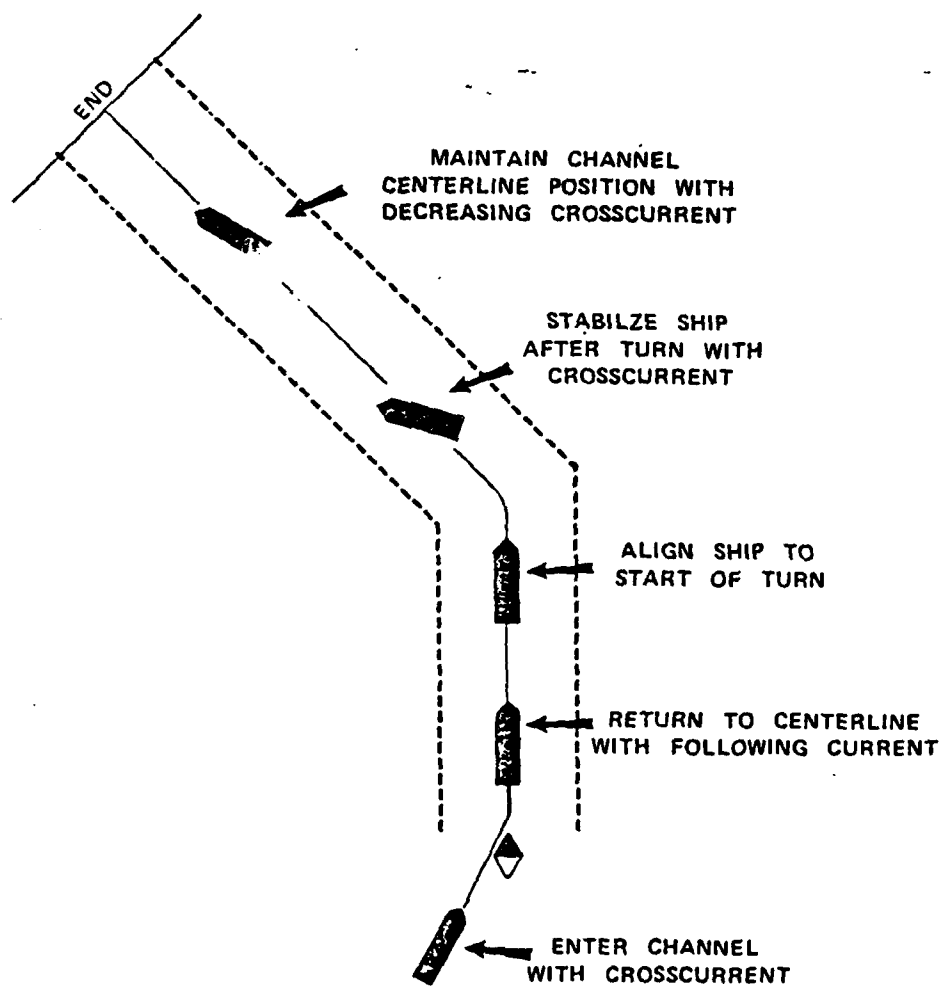 END
MAINTAIN CHANNEL
CENTERLINE POSITION WITH
DECREASING CROSSCURRENT
STABILZE SHIP
AFTER TURN WITH
CROSSCURRENT
ALIGN SHIP TO
START OF TURN
RETURN TO CENTERLINE
WITH FOLLOWING CURRENT
ENTER CHANNEL
WITH CROSSCURRENT